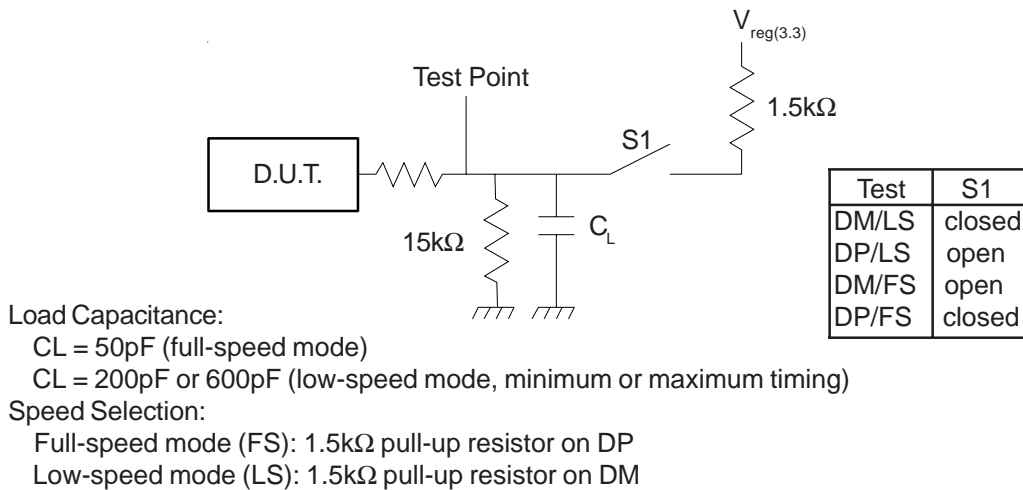 V reg(3.3)
Test Point
1.5kΩ
S1
D.U.T.
15kΩ
C L
Test S1
DM/LS closed
DP/LS open
DM/FS open
DP/FS closed
Load Capacitance:
CL = 50pF (full-speed mode)
CL = 200pF or 600pF (low-speed mode, minimum or maximum timing)
Speed Selection:
Full-speed mode (FS): 1.5kΩ pull-up resistor on DP
Low-speed mode (LS): 1.5kΩ pull-up resistor on DM